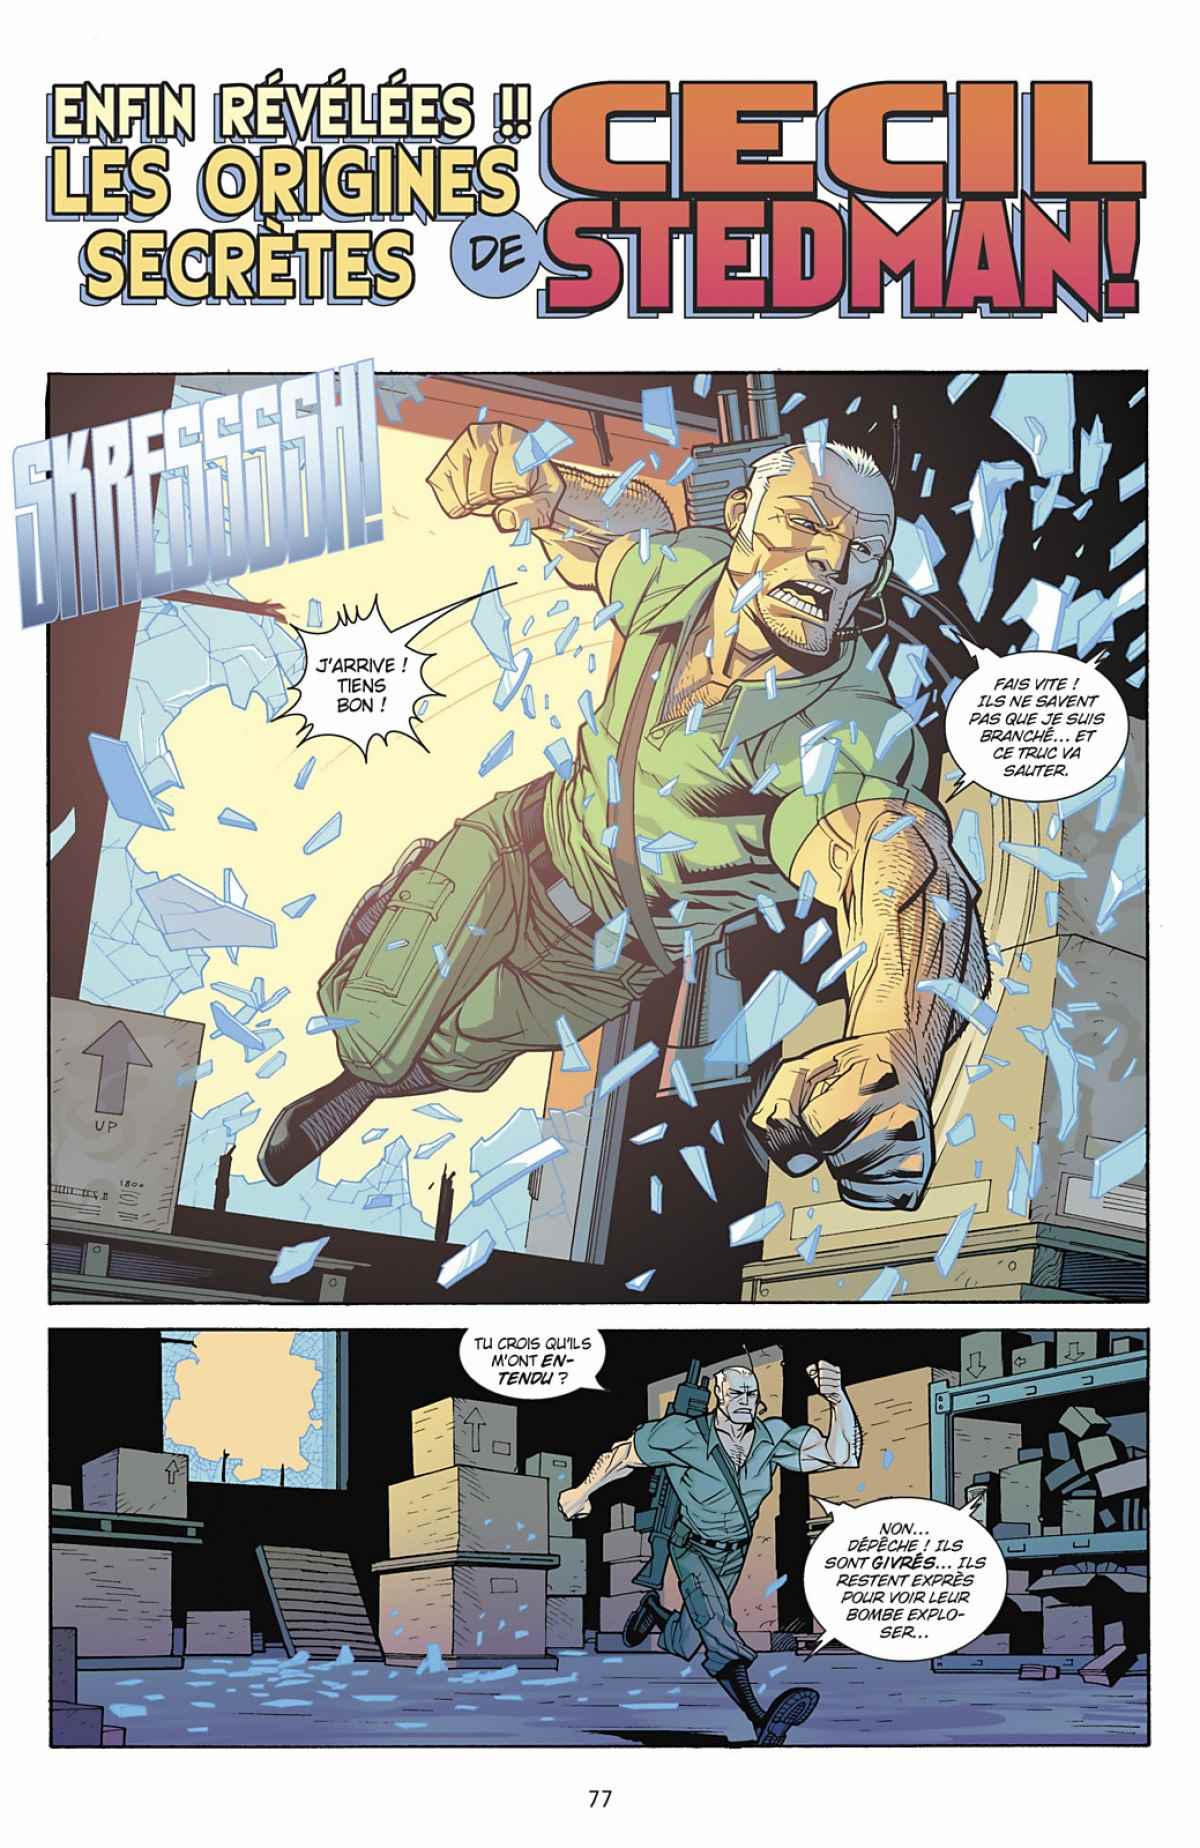 ENFIN RÉVÉLÉES !!
LES ORIGINES
SECRÈTES
DE
CECIL
STEDMAN!
SKRESSSSSH!
J'ARRIVE !
TIENS
BON !
FAIS VITE !
ILS NE SAVENT
PAS QUE JE SUIS
BRANCHÉ... ET
CE TRUC VA
SAUTER.
UP
TU CROIS QU'ILS
M'ONT EN-
TENDU ?
NON...
DÉPÊCHE ! ILS
SONT GIVRÉS... ILS
RESTENT EXPRÈS
POUR VOIR LEUR
BOMBE EXPLO-
SER...
77